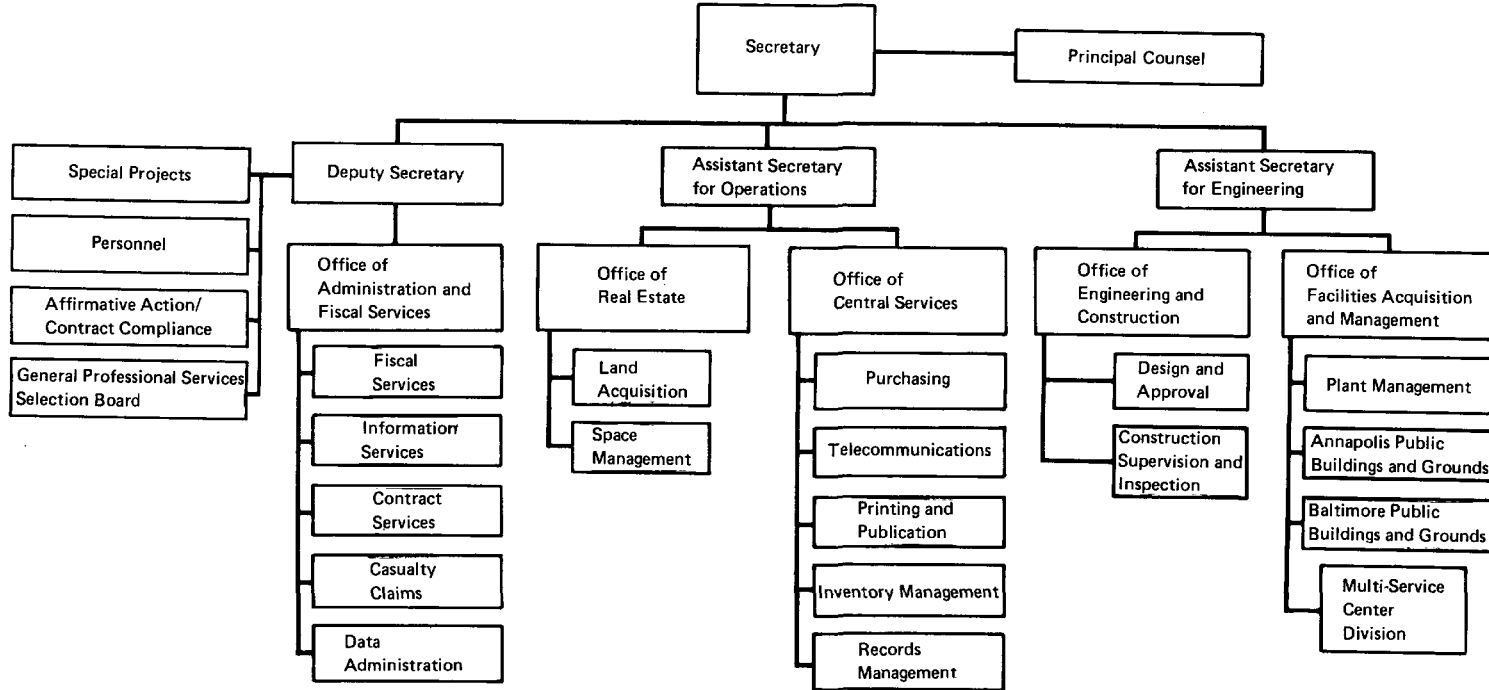 Secretary
Principal Counsel
Special Projects
Deputy Secretary
Assistant Secretary
for Operations
Assistant Secretary
for Engineering
Personnel
Affirmative Action/
Contract Compliance
General Professional Services
Selection Board
Office of
Administration and
Fiscal Services
Fiscal
Services
Information
Services
Contract
Services
Casualty
Claims
Data
Administration
Office of
Real Estate
Land
Acquisition
Space
Management
Office of
Central Services
Purchasing
Telecommunications
Printing and
Publication
Inventory Management
Records
Management
Office of
Engineering and
Construction
Design and
Approval
Construction
Supervision and
Inspection
Office of
Facilities Acquisition
and Management
Plant Management
Annapolis Public
Buildings and Grounds
Baltimore Public
Buildings and Grounds
Multi-Service
Center
Division